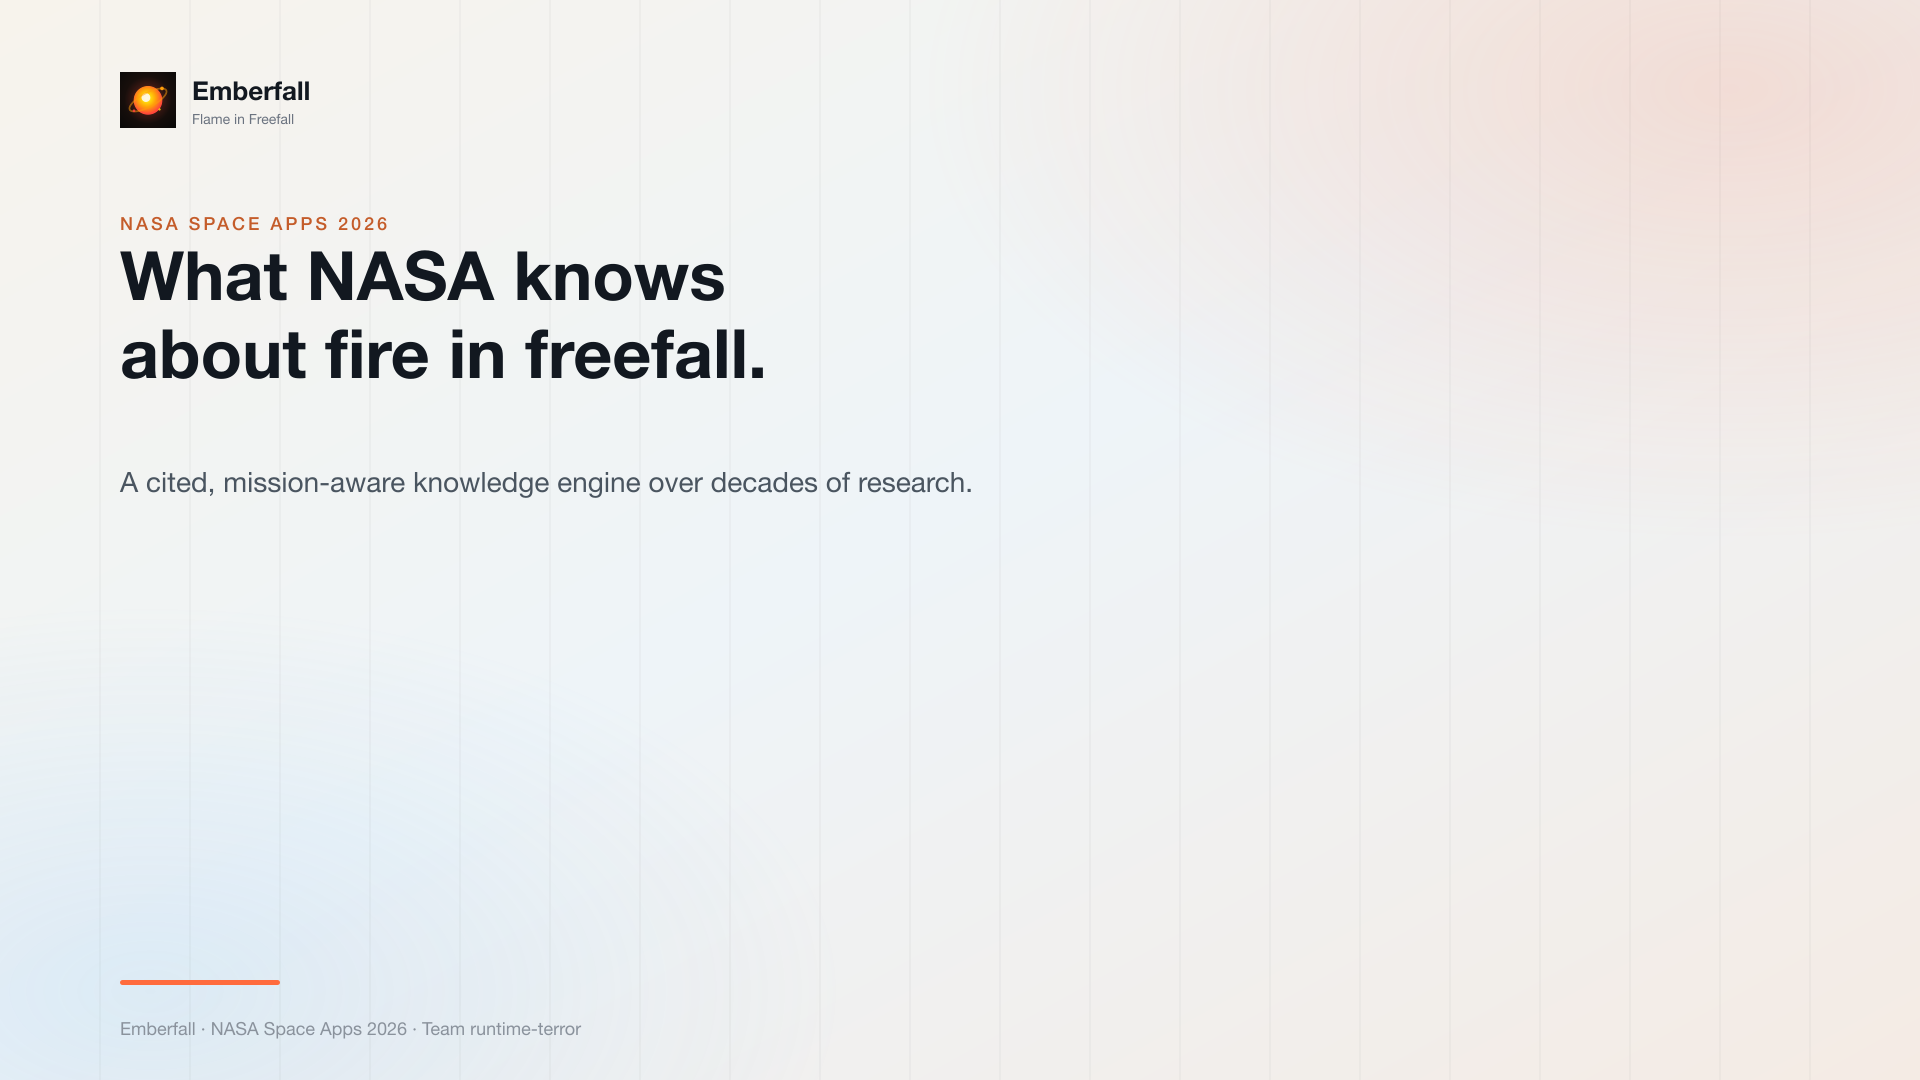 Emberfall
Flame in Freefall
NASA SPACE APPS 2026
What NASA knows
about fire in freefall.
A cited, mission-aware knowledge engine over decades of research.
Emberfall · NASA Space Apps 2026 · Team runtime-terror